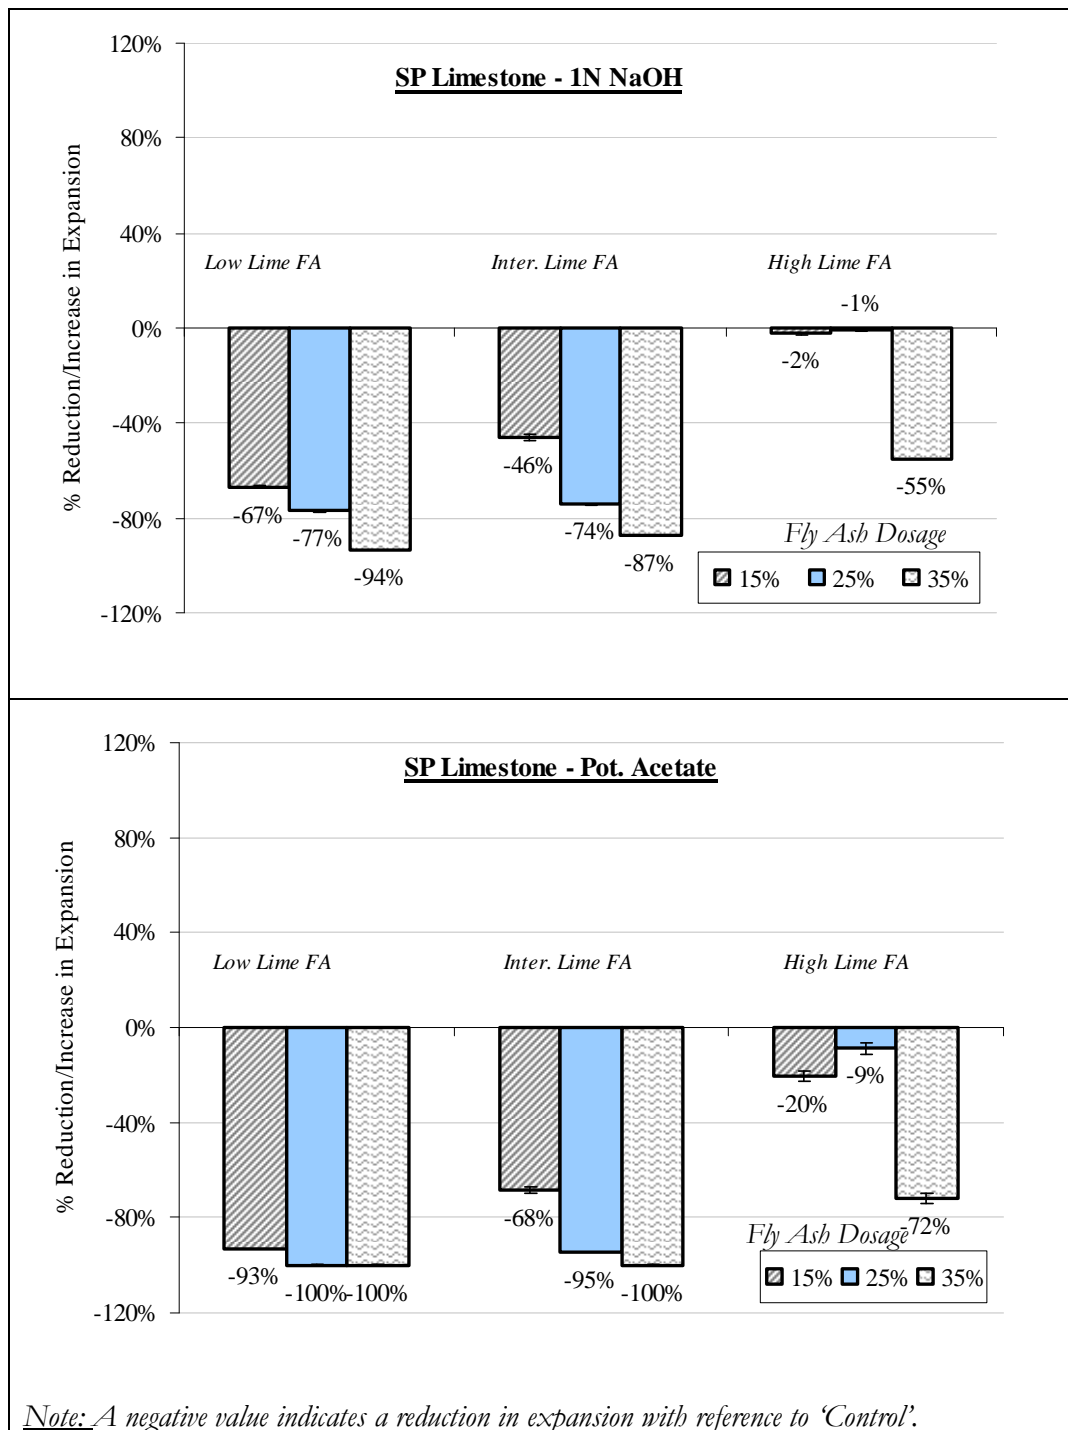 120%
SP Limestone - 1N NaOH
80%
40%
Low Lime FA Inter. Lime FA High Lime FA
-1%
0%
-2%
-40%
-46%
-55%
-67%
-80%
-77% -74%
Fly Ash Dosage
-94% -87%
15% 25% 35%
-120%
% Reduction/Increase in Expansion
120%
SP Limestone - Pot. Acetate
80%
40%
Low Lime FA Inter. Lime FA High Lime FA
0%
-9%
-20%
-40%
-80%
-68% -72%
Fly Ash Dosage
-93% -95%
15% 25% 35%
-100% -100% -100%
-120%
% Reduction/Increase in Expansion
Note: A negative value indicates a reduction in expansion with reference to ‘Control’.